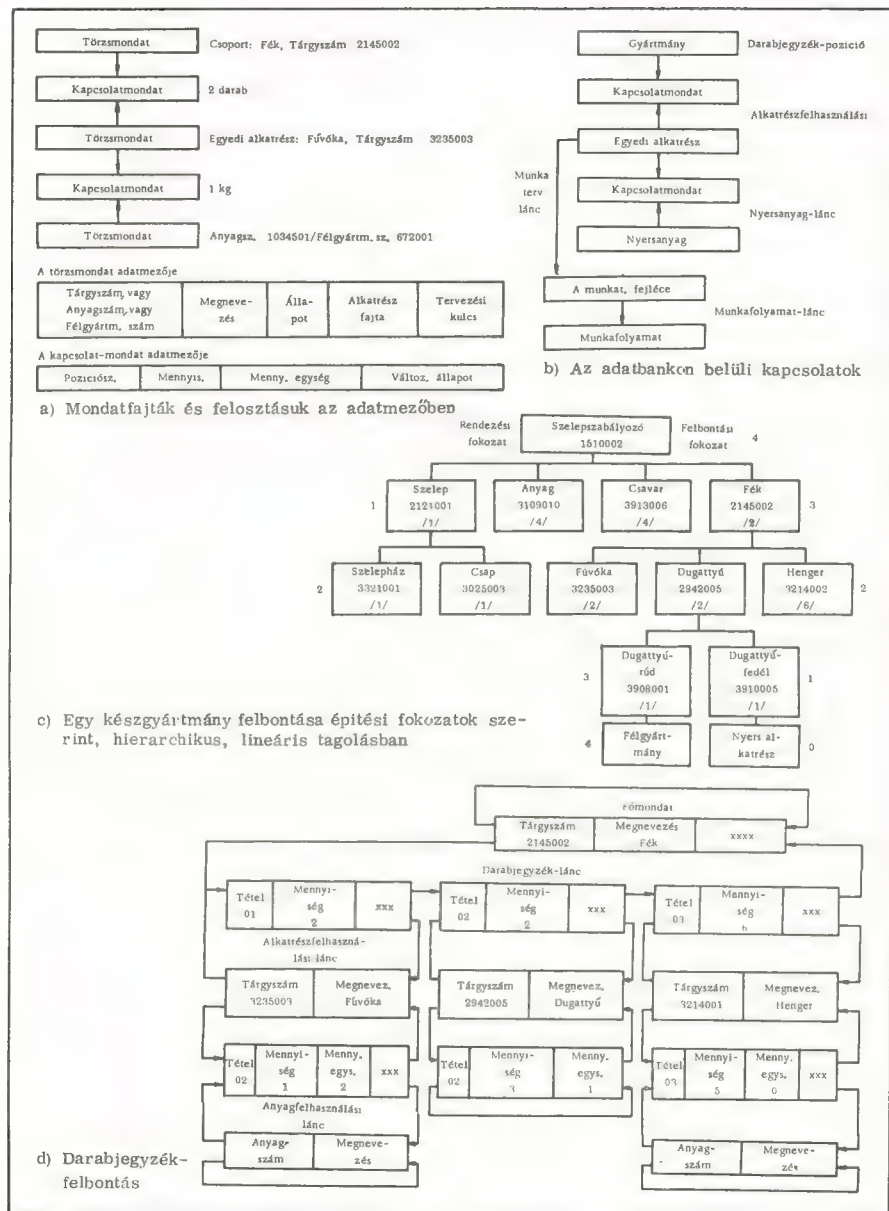 Törzsmondat
Csoport: Fék, Tárgyszám 2145002
Kapcsolatmondat
2 darab
Törzsmondat
Egyedi alkatrész: Fúvóka, Tárgyszám 3235003
Kapcsolatmondat
1 kg
Törzsmondat
Anyagsz. 1034501/Félgyártm. sz. 672001
A törzsmondat adatmezője
Tárgyszám, vagy
Anyagszám, vagy
Félgyártm. szám
Megneve-
zés
Álla-
pot
Alkatrész
fajta
Tervezési
kulcs
A kapcsolat-mondat adatmezője
Pozíciósz.
Mennyis.
Menny. egység
Változ. állapot
a) Mondatfajták és felosztásuk az adatmezőben
Gyártmány
Darabjegyzék-pozíció
Kapcsolatmondat
Alkatrészfelhasználási
Egyedi alkatrész
Munka
terv
lánc
Kapcsolatmondat
Nyersanyag-lánc
Nyersanyag
A munkat. fejléce
Munkafolyamat-lánc
Munkafolyamat
b) Az adatbankon belüli kapcsolatok
Rendezési
fokozat
Szelepszabályozó
1510002
Felbontási
fokozat
4
1
Szelep
2121001
/1/
Anyag
3109010
/4/
Csavar
3913006
/4/
Fék
2145002
/2/
3
2
Szelepház
3321001
/1/
Csap
3025003
/1/
Fúvóka
3235003
/2/
Dugattyú
2942005
/2/
Henger
3214002
/6/
2
3
Dugattyú-
rúd
3908001
/1/
Dugattyú-
fedél
3910005
/1/
1
4
Félgyárt-
mány
Nyers al-
katrész
0
c) Egy készgyártmány felbontása épitési fokozatok sze-
rint, hierarchikus, lineáris tagolásban
Főmondat
Tárgyszám
2145002
Megnevezés
Fék
xxxx
Darabjegyzék-lánc
Tétel
01
Mennyi-
ség
2
xxx
Tétel
02
Mennyi-
ség
2
xxx
Tétel
03
Mennyi-
ség
6
xxx
Alkatrészfelhaszná-
lási lánc
Tárgyszám
3235003
Megnevez.
Fúvóka
Tárgyszám
2942005
Megnevez.
Dugattyú
Tárgyszám
3214001
Megnevez.
Henger
Tétel
02
Mennyi-
ség
1
Menny.
egys.
2
xxx
Tétel
02
Mennyi-
ség
3
Menny.
egys.
1
Tétel
03
Mennyi-
ség
5
Menny.
egys.
0
xxx
Anyagfelhasználási
lánc
Anyag-
szám
Megneve-
zés
Anyag-
szám
Megneve-
zés
d) Darabjegyzék-
felbontás